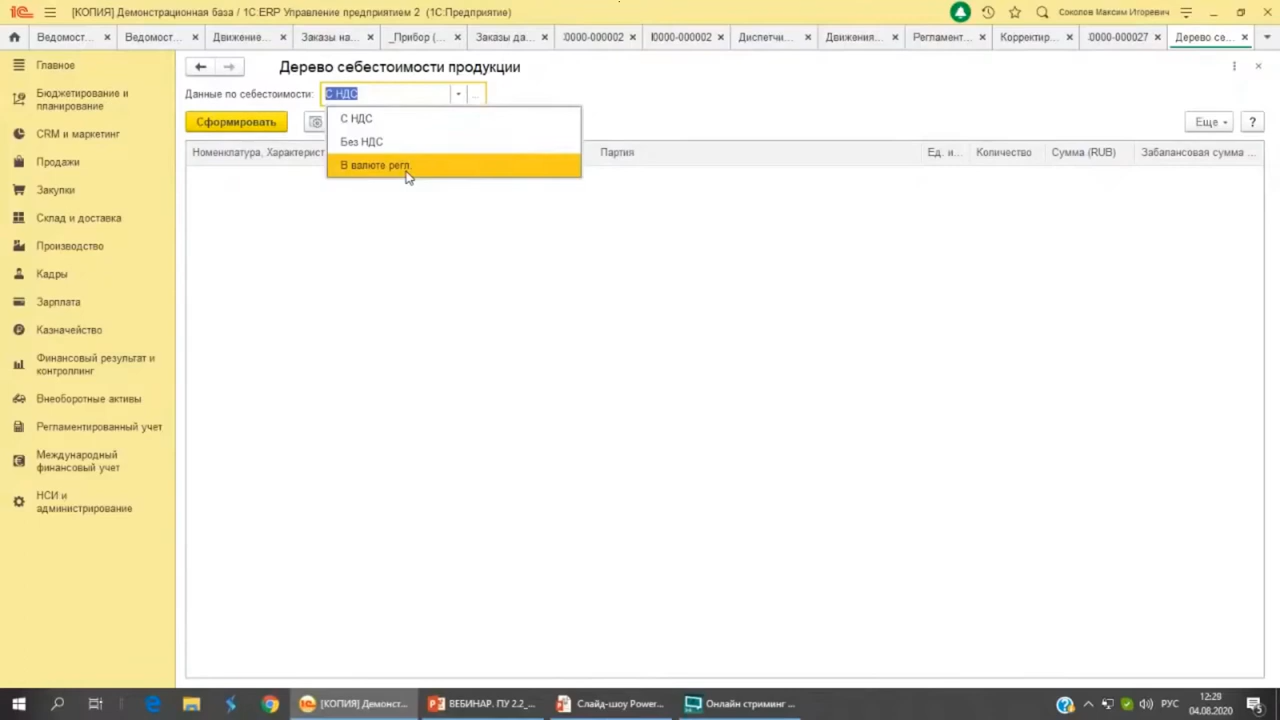 [КОПИЯ] Демонстрационная база / 1С:ERP Управление предприятием 2 (1С:Предприятие)
Соколов Максим Игоревич
Ведомост... Ведомост... Движение... Заказы на... _Прибор (... Заказы да... :0000-000002 I0000-000002 Диспетчи... Движения... Регламент... Корректир... :0000-000027 Дерево се...
Главное
Бюджетирование и
планирование
CRM и маркетинг
Продажи
Закупки
Склад и доставка
Производство
Кадры
Зарплата
Казначейство
Финансовый результат и
контроллинг
Внеоборотные активы
Регламентированный учет
Международный
финансовый учет
НСИ и
администрирование
Дерево себестоимости продукции
Данные по себестоимости: С НДС
С НДС
Без НДС
В валюте регл.
Сформировать
Еще
?
Номенклатура, Характерист Партия Ед. и... Количество Сумма (RUB) Забалансовая сумма ...
[КОПИЯ] Демонст...
ВЕБИНАР. ПУ 2.2_...
Слайд-шоу Power...
Онлайн стриминг ...
РУС
12:29
04.08.2020